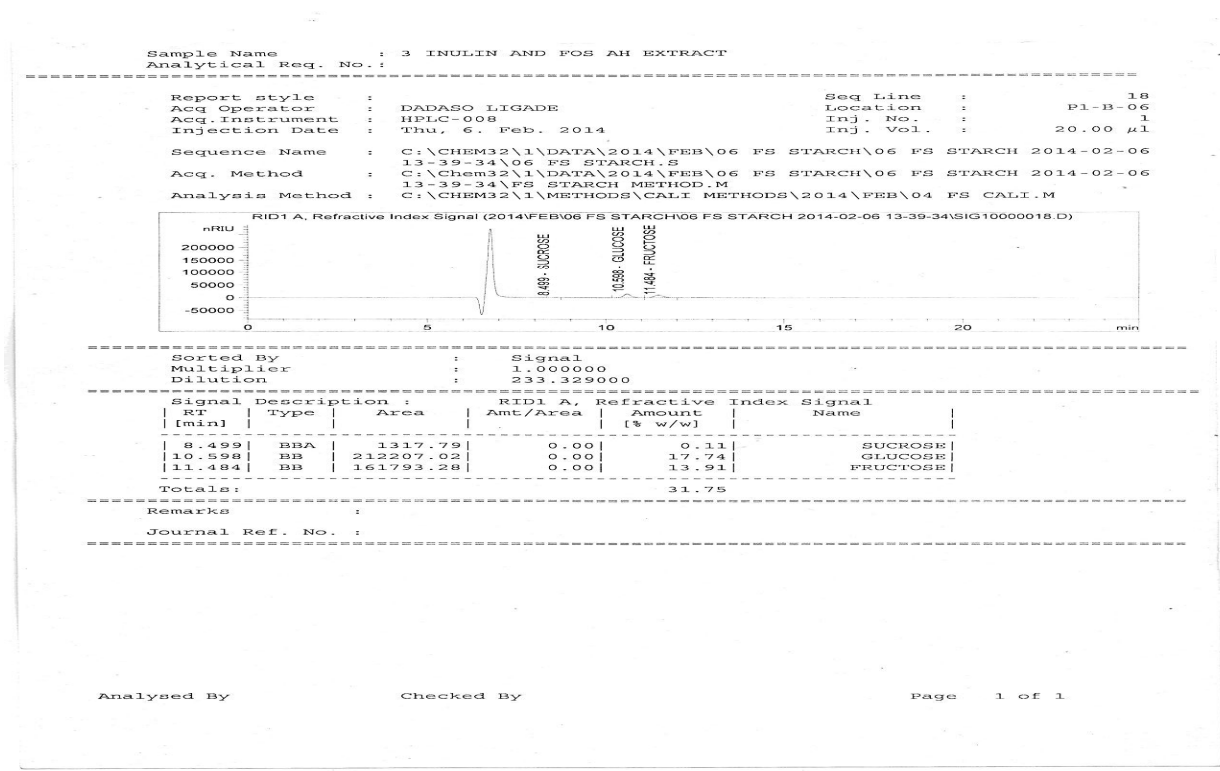 Sample Name : 3 INULIN AND FOS AH EXTRACT
Analytical Req. No.:
Report style : Seq Line : 18
Acq Operator : DADASO LIGADE Location : P1-B-06
Acq.Instrument : HPLC-008 Inj. No. : 1
Injection Date : Thu, 6. Feb. 2014 Inj. Vol. : 20.00 µl
Sequence Name : C:\CHEM32\1\DATA\2014\FEB\06 FS STARCH\06 FS STARCH 2014-02-06
13-39-34\06 FS STARCH.S
Acq. Method : C:\Chem32\1\DATA\2014\FEB\06 FS STARCH\06 FS STARCH 2014-02-06
13-39-34\FS STARCH METHOD.M
Analysis Method : C:\CHEM32\1\METHODS\CALI METHODS\2014\FEB\04 FS CALI.M
RID1 A, Refractive Index Signal (2014\FEB\06 FS STARCH\06 FS STARCH 2014-02-06 13-39-34\SIG10000018.D)
nRIU
200000
150000
100000
50000
0
-50000
8.499 - SUCROSE
10.598 - GLUCOSE
11.484 - FRUCTOSE
0 5 10 15 20 min
Sorted By : Signal
Multiplier : 1.000000
Dilution : 233.329000
Signal Description : RID1 A, Refractive Index Signal
| RT | Type | Area | Amt/Area | Amount | Name |
| [min] | | | | [% w/w] | |
| 8.499| BBA | 1317.79| 0.00| 0.11| SUCROSE|
|10.598| BB | 212207.02| 0.00| 17.74| GLUCOSE|
|11.484| BB | 161793.28| 0.00| 13.91| FRUCTOSE|
Totals: 31.75
Remarks :
Journal Ref. No. :
Analysed By Checked By Page 1 of 1